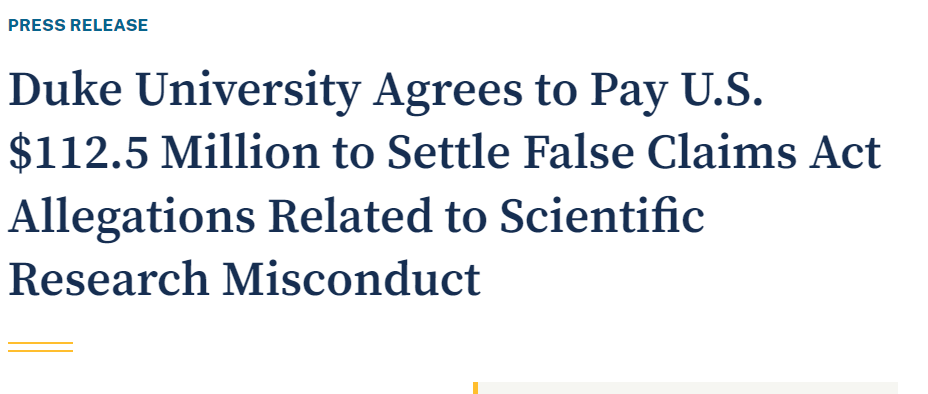 PRESS RELEASE
Duke University Agrees to Pay U.S.
$112.5 Million to Settle False Claims Act
Allegations Related to Scientific
Research Misconduct